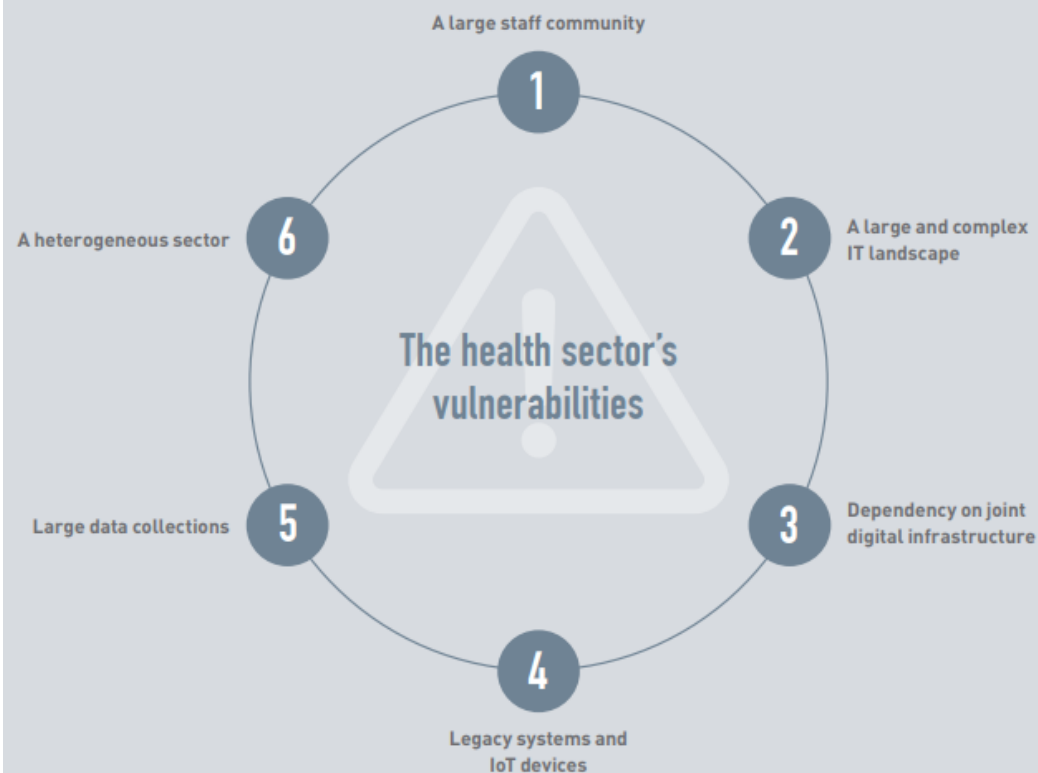 A large staff community
1
2
A large and complex
IT landscape
3
Dependency on joint
digital infrastructure
4
Legacy systems and
IoT devices
5
Large data collections
6
A heterogeneous sector
The health sector's
vulnerabilities